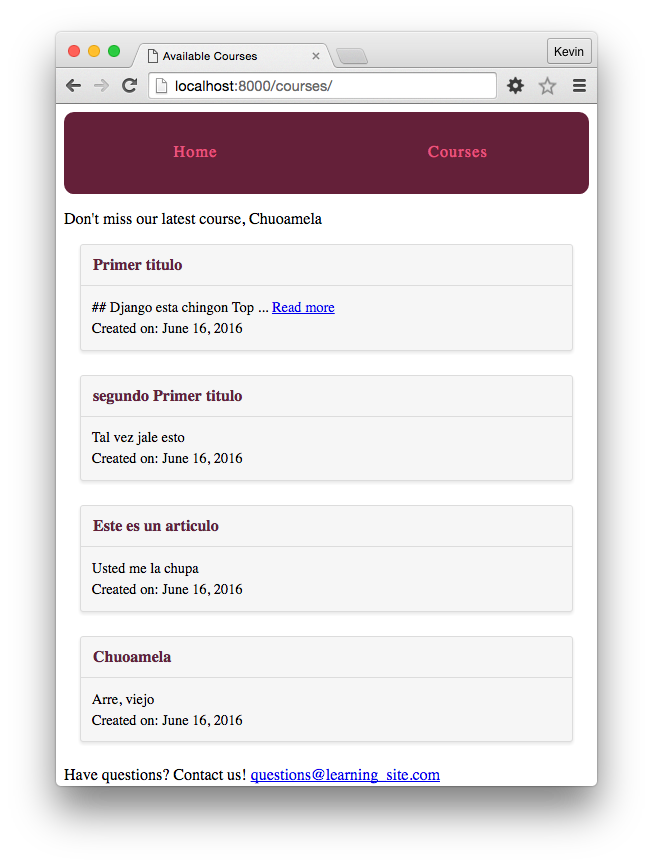 Available Courses
Kevin
localhost:8000/courses/
Home Courses
Don't miss our latest course, Chuoamela
Primer titulo
## Django esta chingon Top ... Read more
Created on: June 16, 2016
segundo Primer titulo
Tal vez jale esto
Created on: June 16, 2016
Este es un articulo
Usted me la chupa
Created on: June 16, 2016
Chuoamela
Arre, viejo
Created on: June 16, 2016
Have questions? Contact us! questions@learning_site.com